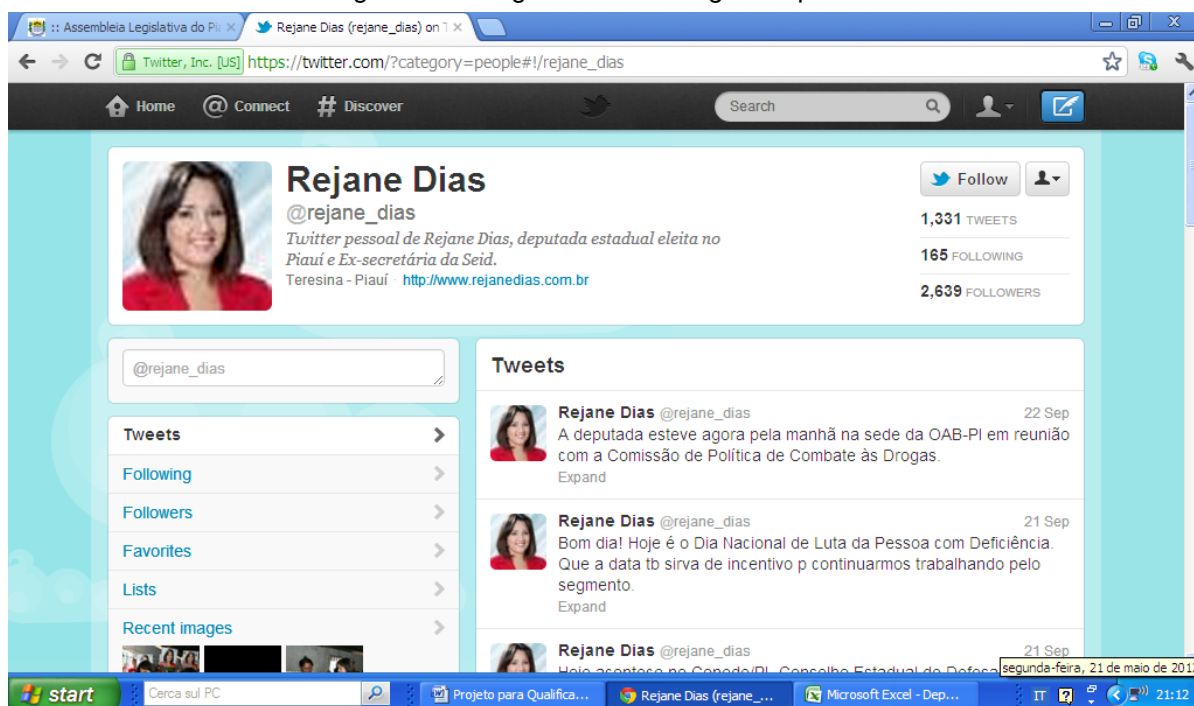 :: Assembleia Legislativa do Pi
Rejane Dias (rejane_dias) on T
Twitter, Inc. [US] https://twitter.com/?category=people#!/rejane_dias
Home @ Connect # Discover Search
Rejane Dias
@rejane_dias
Twitter pessoal de Rejane Dias, deputada estadual eleita no
Piauí e Ex-secretária da Seid.
Teresina - Piauí · http://www.rejanedias.com.br
Follow
1,331 TWEETS
165 FOLLOWING
2,639 FOLLOWERS
@rejane_dias
Tweets
Following
Followers
Favorites
Lists
Recent images
Tweets
Rejane Dias @rejane_dias 22 Sep
A deputada esteve agora pela manhã na sede da OAB-PI em reunião
com a Comissão de Política de Combate às Drogas.
Expand
Rejane Dias @rejane_dias 21 Sep
Bom dia! Hoje é o Dia Nacional de Luta da Pessoa com Deficiência.
Que a data tb sirva de incentivo p continuarmos trabalhando pelo
segmento.
Expand
Rejane Dias @rejane_dias 21 Sep
segunda-feira, 21 de maio de 2012
start Cerca sul PC Projeto para Qualifica... Rejane Dias (rejane_... Microsoft Excel - Dep... IT 21:12